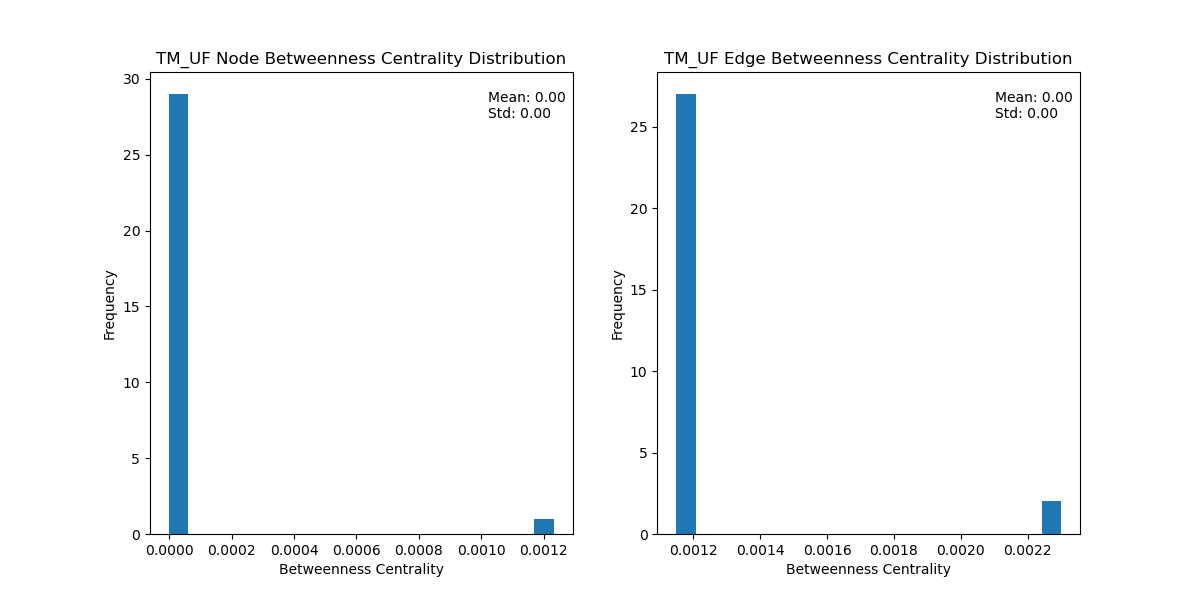 TM_UF Node Betweenness Centrality Distribution
Mean: 0.00
Std: 0.00
30
25
20
15
10
5
0
Frequency
0.0000 0.0002 0.0004 0.0006 0.0008 0.0010 0.0012
Betweenness Centrality
TM_UF Edge Betweenness Centrality Distribution
Mean: 0.00
Std: 0.00
25
20
15
10
5
0
Frequency
0.0012 0.0014 0.0016 0.0018 0.0020 0.0022
Betweenness Centrality